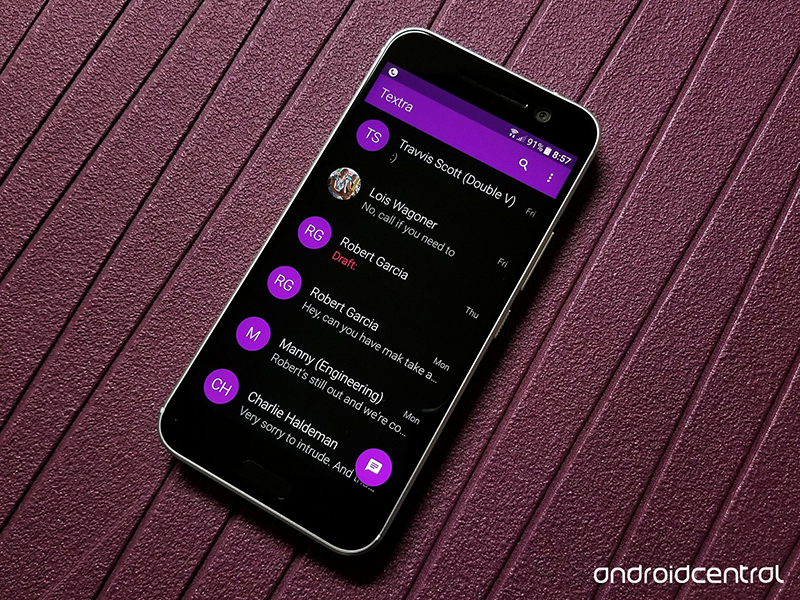 91% 8:57
Textra
TS Travvis Scott (Double V)
:)
Fri
Lois Wagoner
No, call if you need to
Fri
RG Robert Garcia
Draft:
Thu
RG Robert Garcia
Hey, can you have mak take a...
Mon
M Manny (Engineering)
Robert's still out and we're co...
Mon
CH Charlie Haldeman
Very sorry to intrude. And
androidcentral